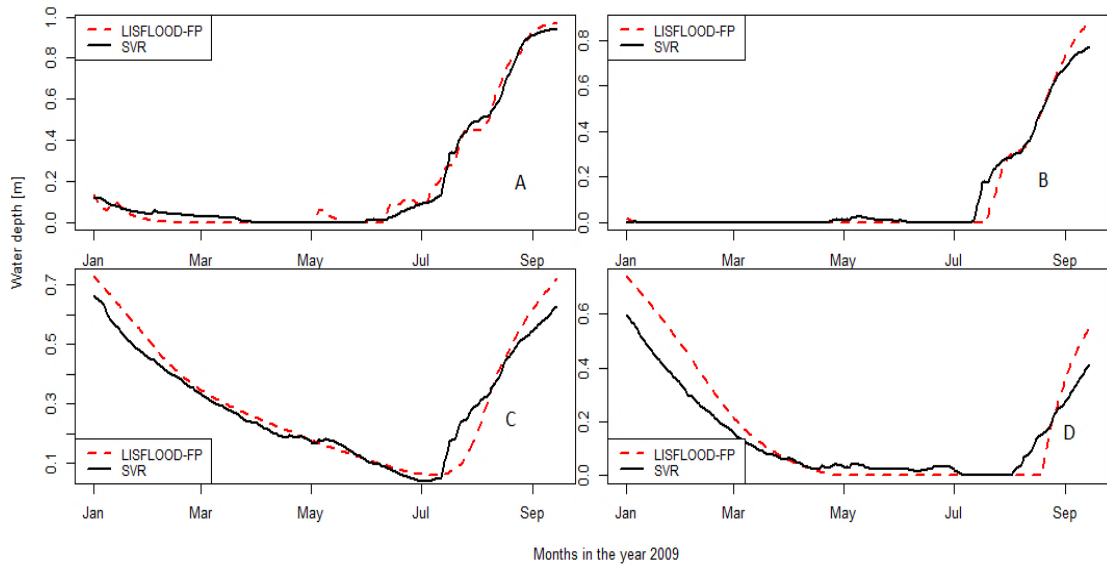 Water depth [m]
1.0
0.8
0.6
0.4
0.2
0.0
LISFLOOD-FP
SVR
A
Jan
Mar
May
Jul
Sep
0.8
0.6
0.4
0.2
0.0
LISFLOOD-FP
SVR
B
Jan
Mar
May
Jul
Sep
0.7
0.5
0.3
0.1
LISFLOOD-FP
SVR
C
Jan
Mar
May
Jul
Sep
0.6
0.4
0.2
0.0
LISFLOOD-FP
SVR
D
Jan
Mar
May
Jul
Sep
Months in the year 2009